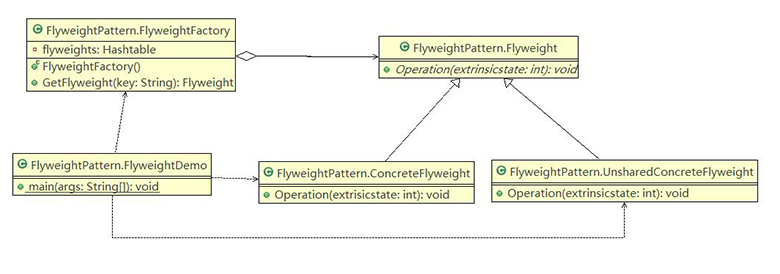 FlyweightPattern.FlyweightFactory
flyweights: Hashtable
FlyweightFactory()
GetFlyweight(key: String): Flyweight
FlyweightPattern.Flyweight
Operation(extrinsicstate: int): void
FlyweightPattern.FlyweightDemo
main(args: String[]): void
FlyweightPattern.ConcreteFlyweight
Operation(extrisicstate: int): void
FlyweightPattern.UnsharedConcreteFlyweight
Operation(extrinsicstate: int): void